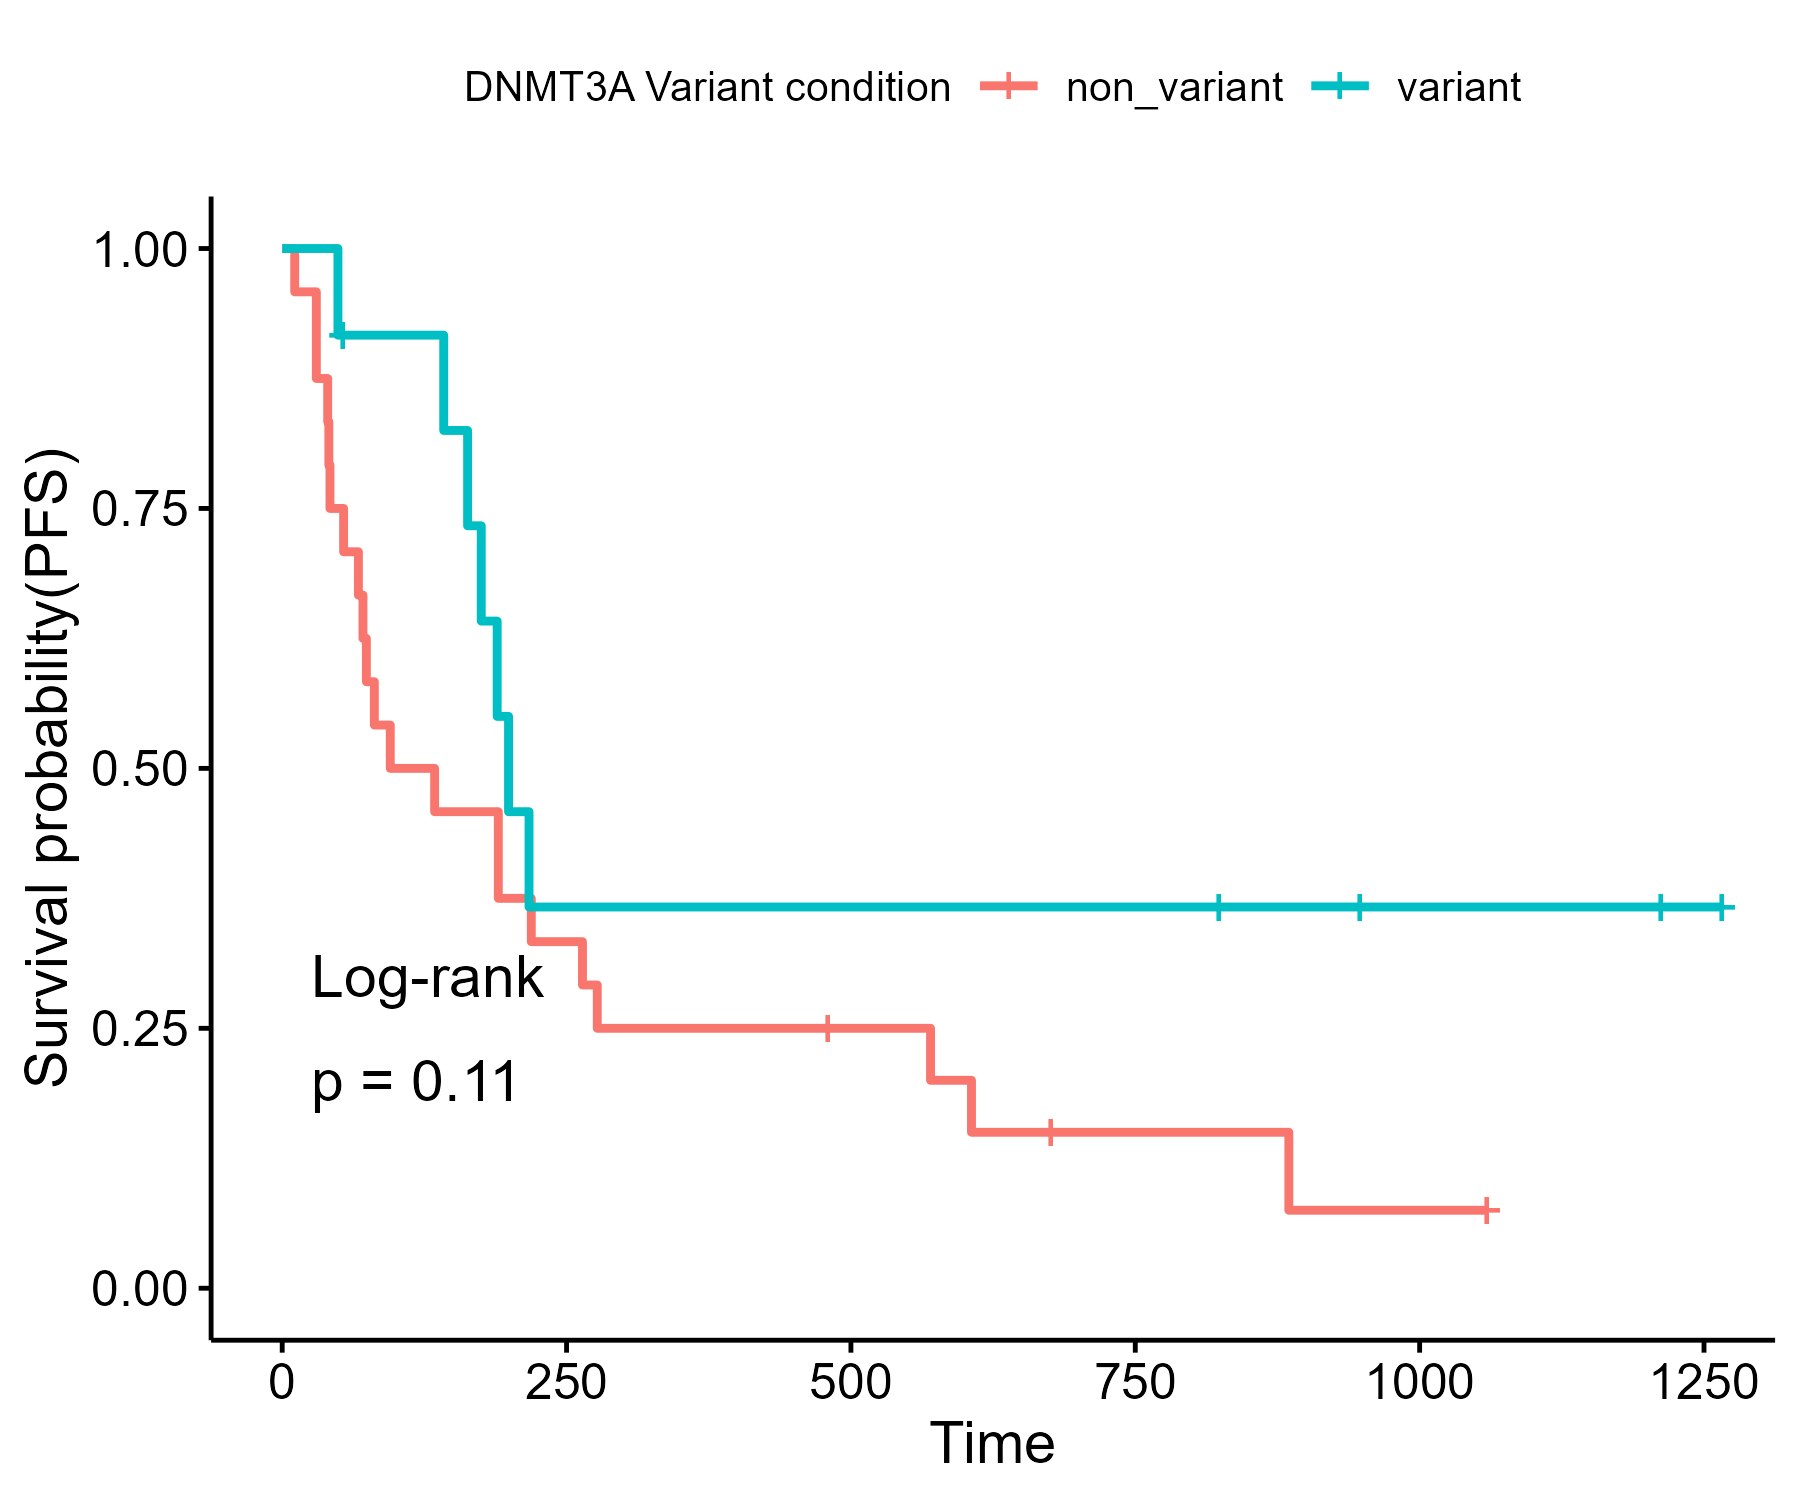 DNMT3A Variant condition non_variant variant
Survival probability(PFS)
1.00
0.75
0.50
0.25
0.00
Log-rank
p = 0.11
0 250 500 750 1000 1250
Time